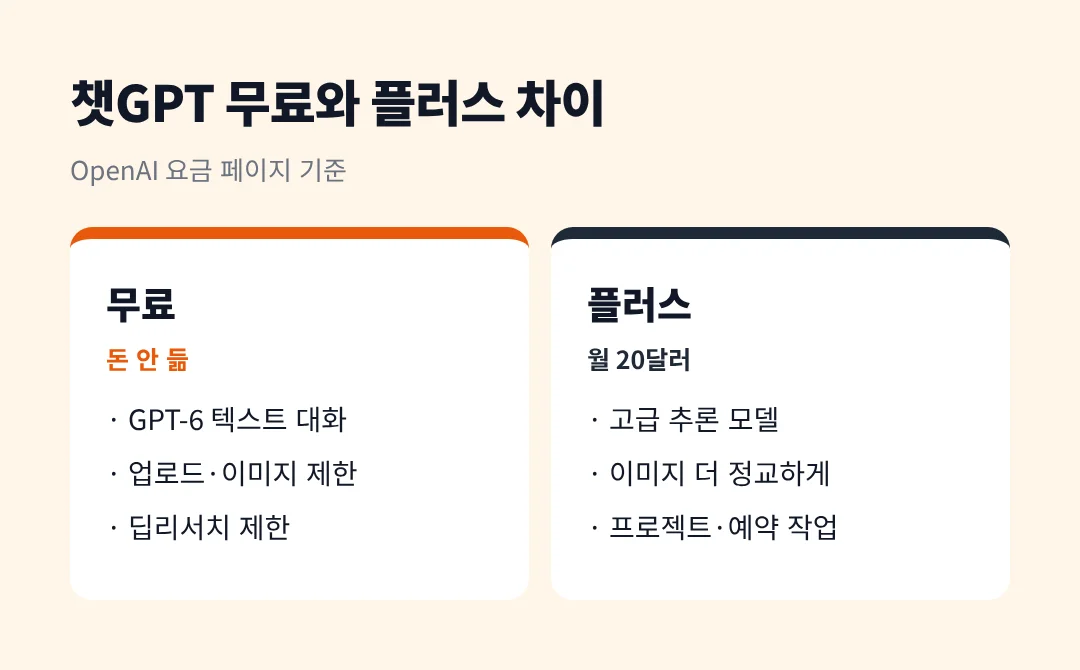 챗GPT 무료와 플러스 차이
OpenAI 요금 페이지 기준
무료
돈 안 듦
· GPT-6 텍스트 대화
· 업로드·이미지 제한
· 딥리서치 제한
플러스
월 20달러
· 고급 추론 모델
· 이미지 더 정교하게
· 프로젝트·예약 작업